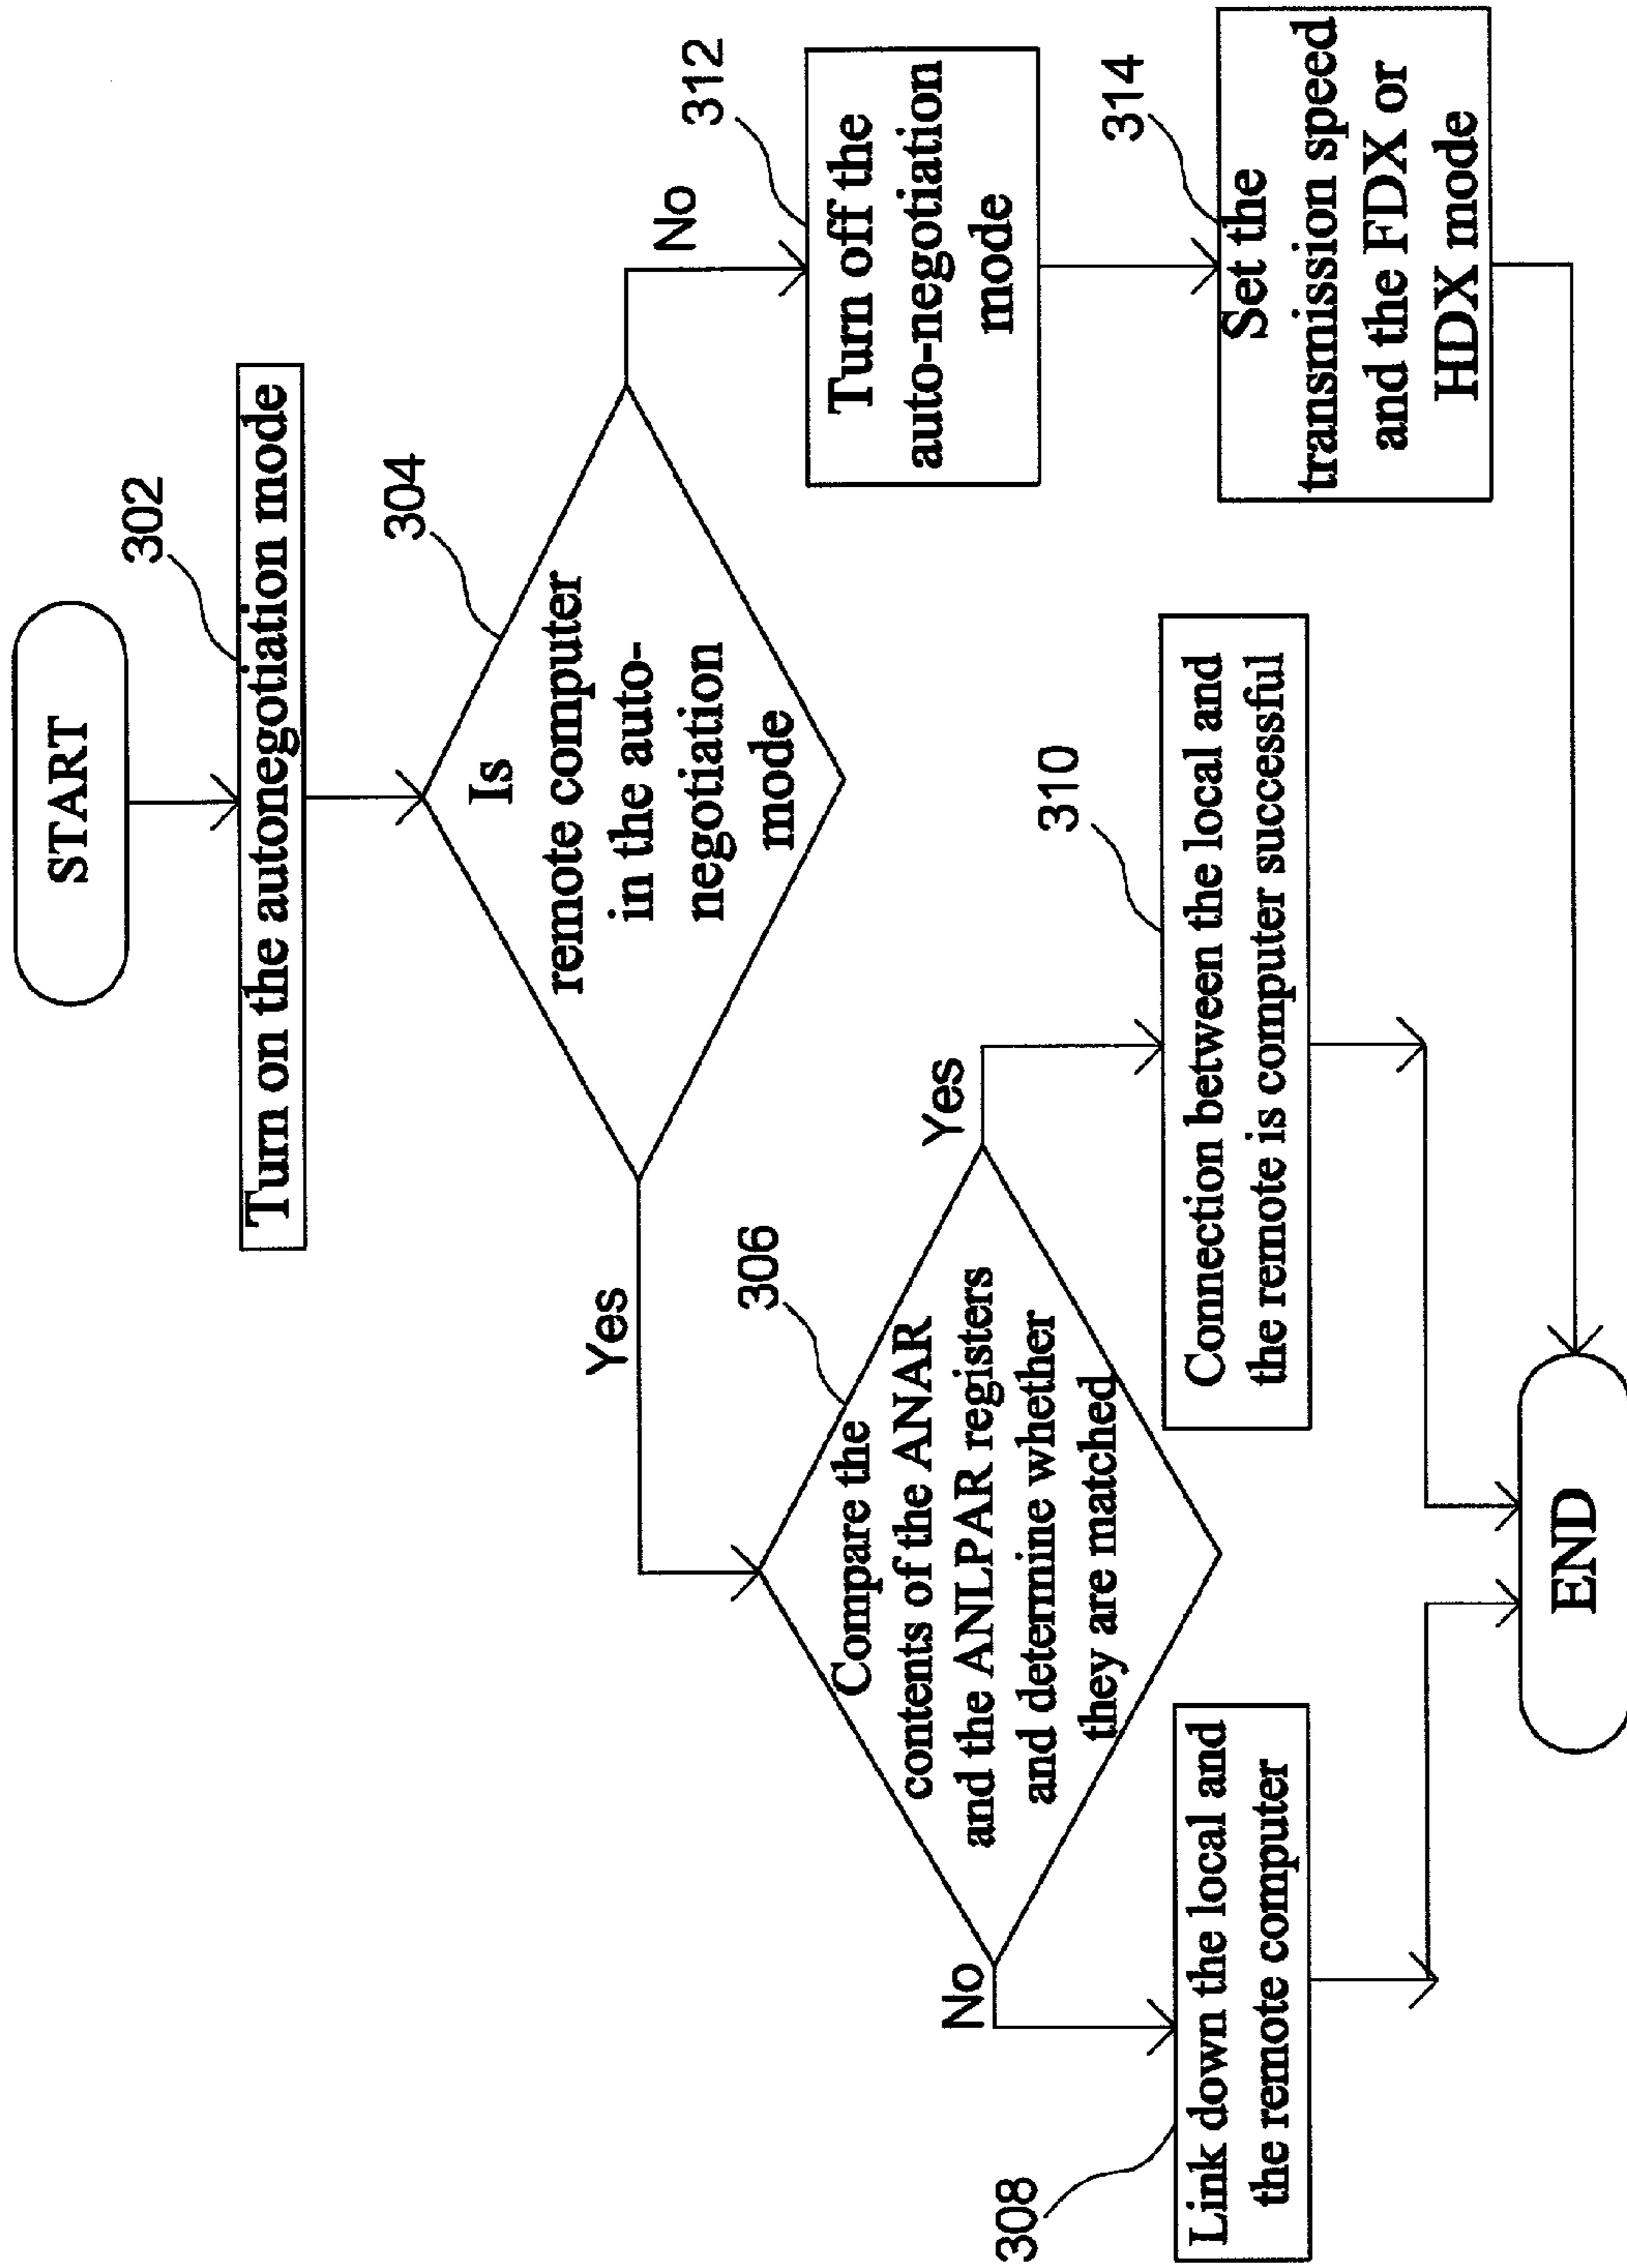 START
302
Turn on the autonegotiation mode
304
Is
remote computer
in the auto-
negotiation
mode
Yes
No
312
Turn off the
auto-negotiation
mode
314
Set the
transmission speed
and the FDX or
HDX mode
306
Compare the
contents of the ANAR
and the ANLPAR registers
and determine whether
they are matched
No
Yes
308
Link down the local and
the remote computer
310
Connection between the local and
the remote is computer successful
END